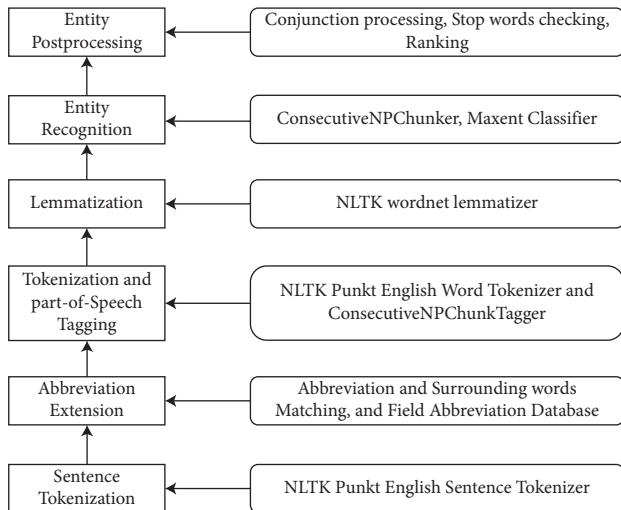 Entity
Postprocessing
Conjunction processing, Stop words checking,
Ranking
Entity
Recognition
ConsecutiveNPChunker, Maxent Classifier
Lemmatization
NLTK wordnet lemmatizer
Tokenization and
part-of-Speech
Tagging
NLTK Punkt English Word Tokenizer and
ConsecutiveNPChunkTagger
Abbreviation
Extension
Abbreviation and Surrounding words
Matching, and Field Abbreviation Database
Sentence
Tokenization
NLTK Punkt English Sentence Tokenizer